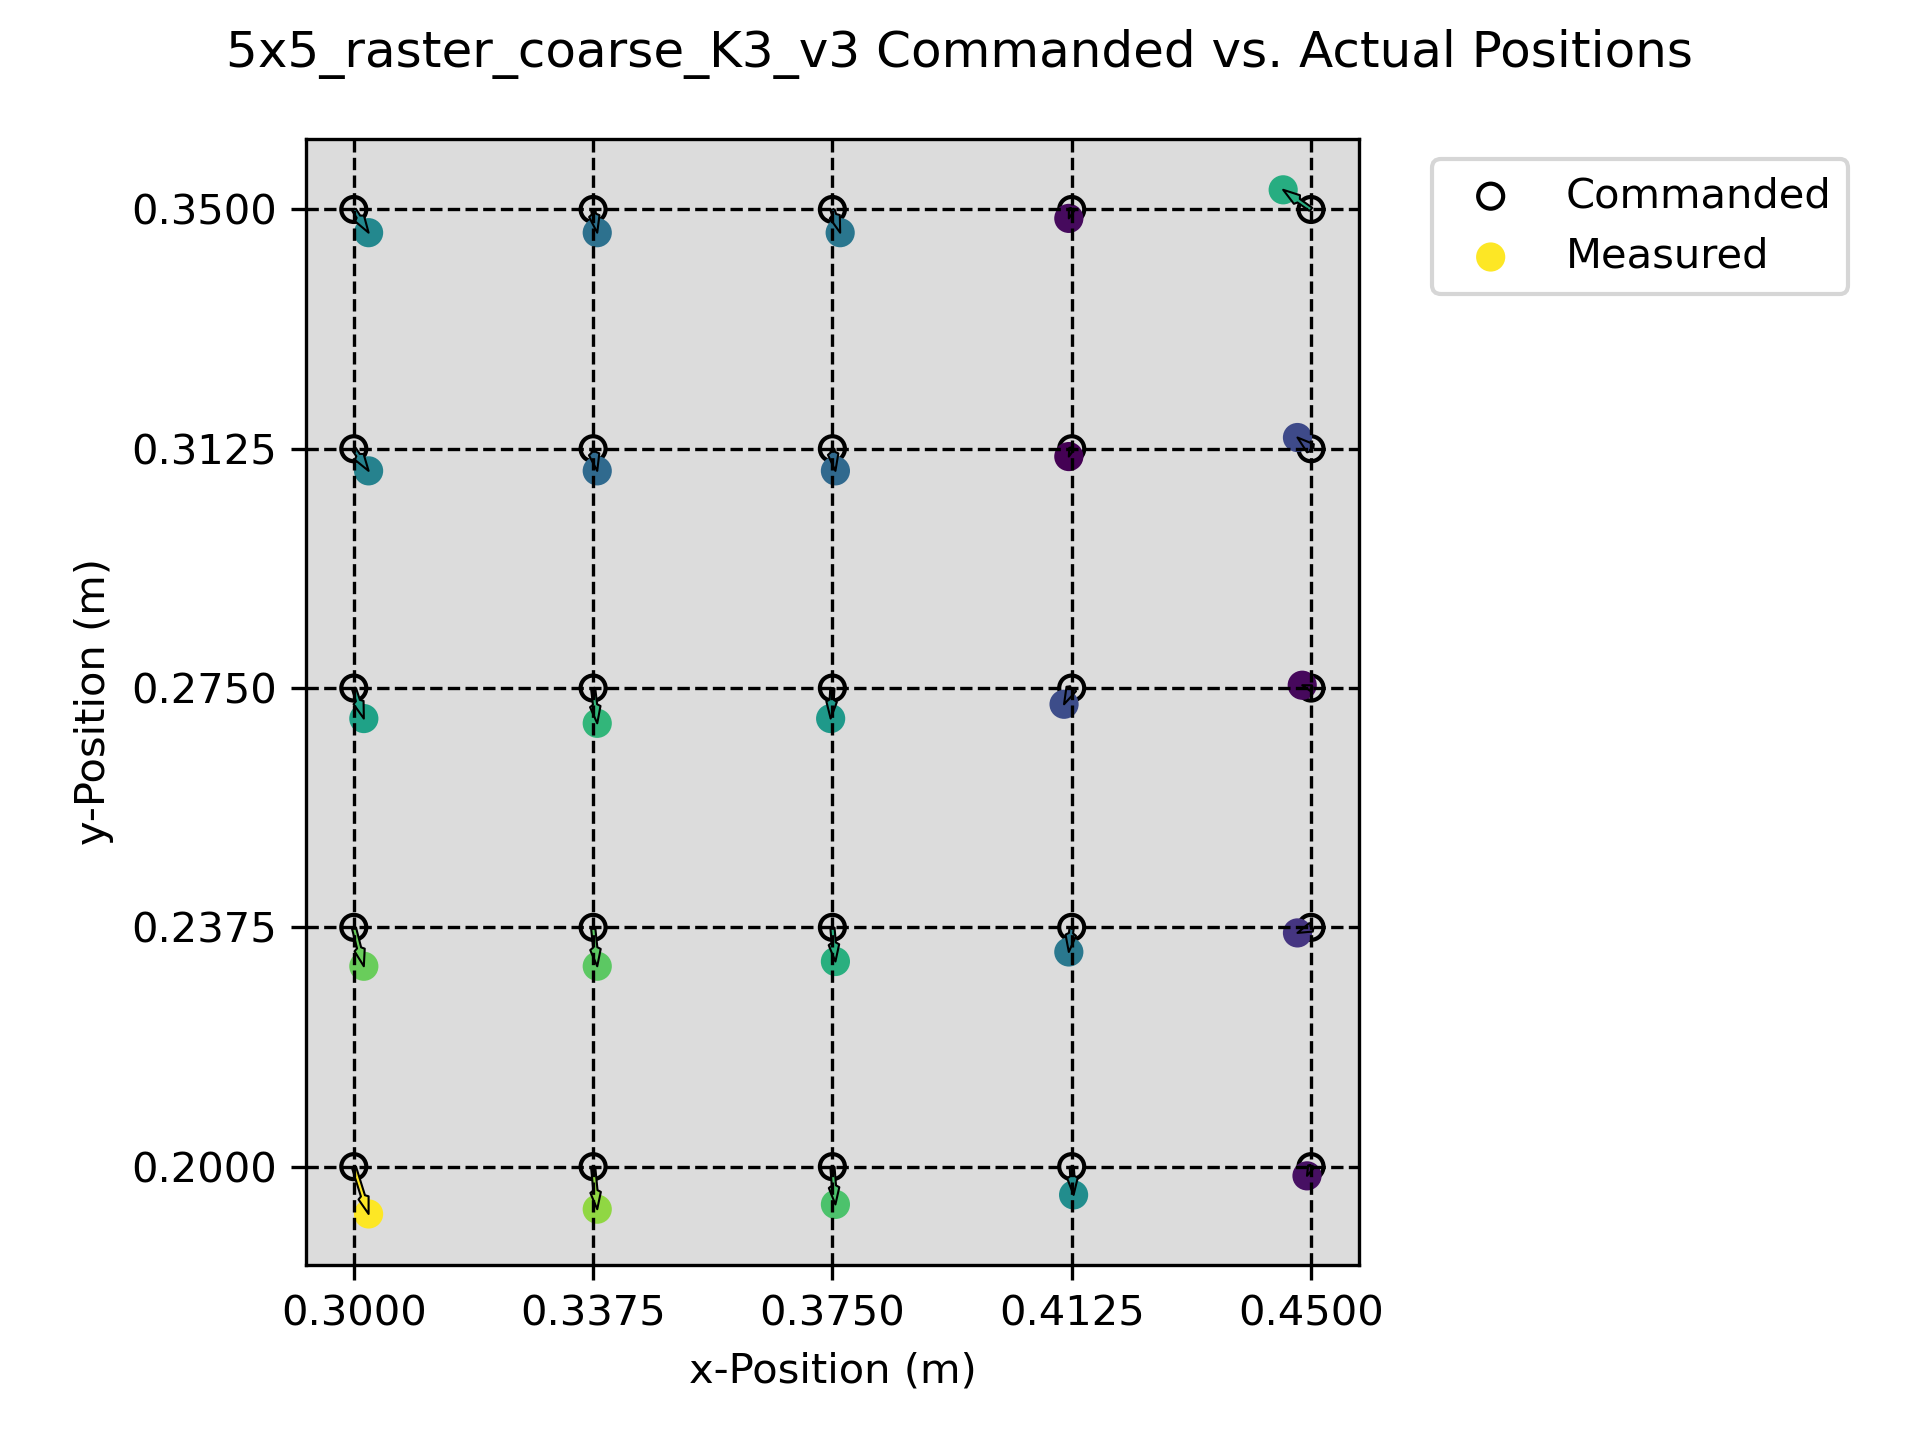 5x5_raster_coarse_K3_v3 Commanded vs. Actual Positions
Commanded
Measured
0.3500
0.3125
0.2750
0.2375
0.2000
y-Position (m)
0.3000 0.3375 0.3750 0.4125 0.4500
x-Position (m)